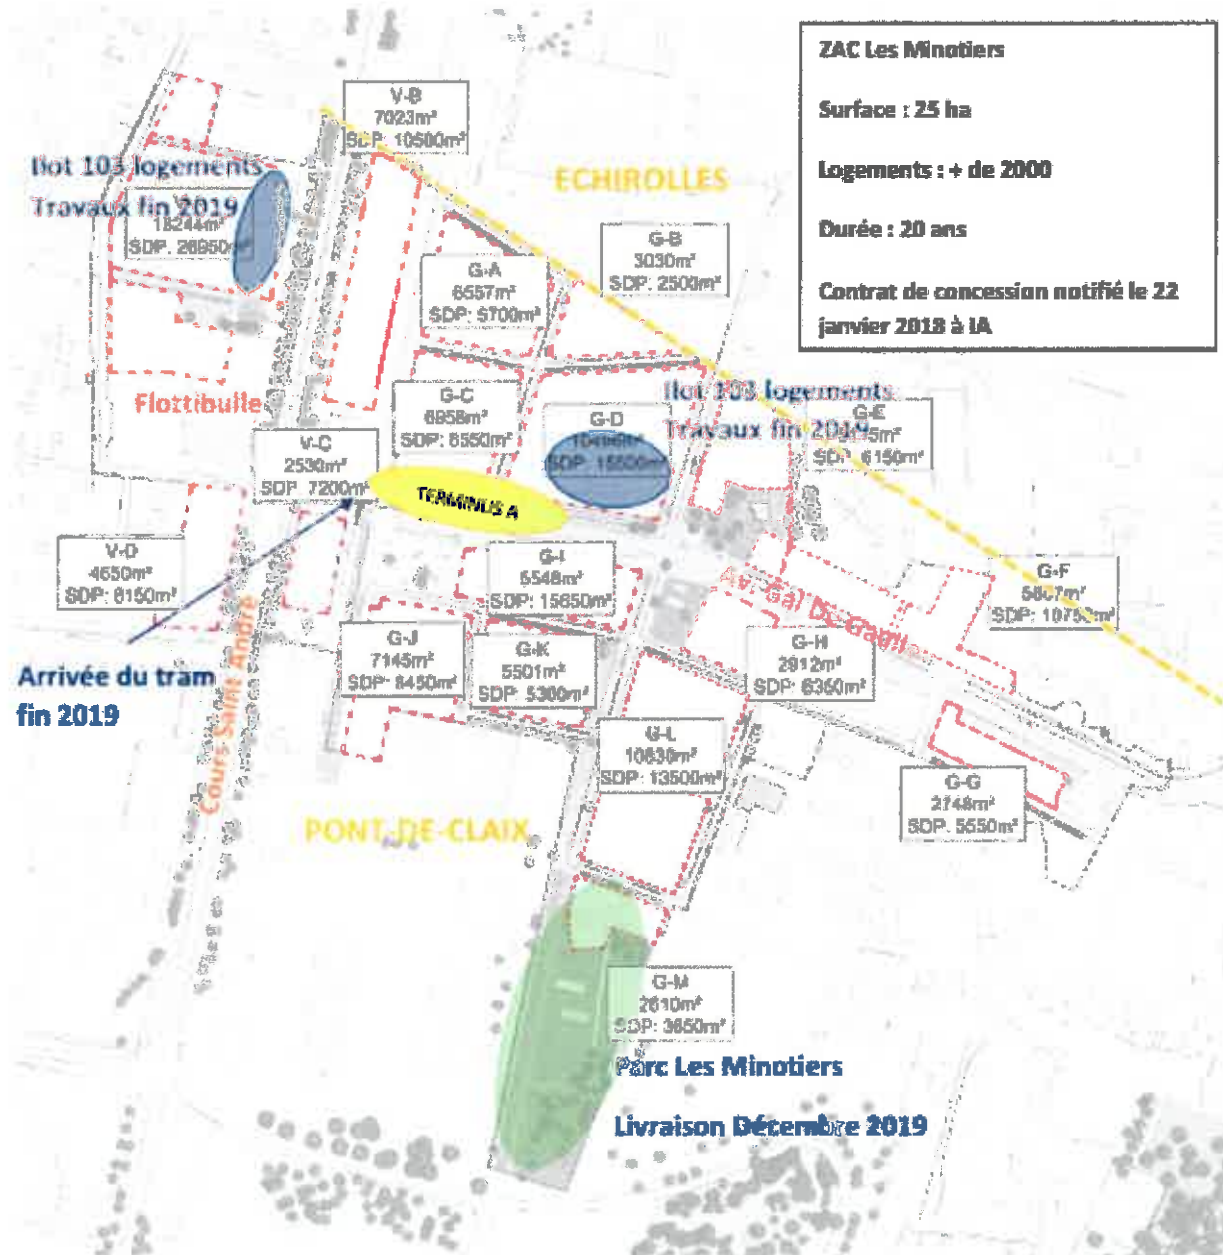 ZAC Les Minotiers
Surface : 25 ha
Logements : + de 2000
Durée : 20 ans
Contrat de concession notifié le 22
janvier 2018 à IA
V-B
7023m²
SDP: 10500m²
Ilot 103 logements
Travaux fin 2019
18244m²
SDP: 26950m²
ECHIROLLES
G-B
3030m²
SDP: 2500m²
G-A
6557m²
SDP: 5700m²
Flottibulle
G-C
6958m²
SDP: 6550m²
Ilot 103 logements
Travaux fin 2019
G-D
SDP: 15500m²
G-E
SDP: 6150m²
V-C
2530m²
SDP: 7200m²
TERMINUS A
V-D
4650m²
SDP: 6150m²
G-I
5548m²
SDP: 15650m²
G-F
SDP: 10750m²
Av. Gal De Gaulle
G-J
7145m²
SDP: 8450m²
G-K
5501m²
SDP: 5300m²
G-H
2912m²
SDP: 6350m²
Arrivée du tram
fin 2019
Cours Saint André
G-L
10630m²
SDP: 13500m²
G-G
2748m²
SDP: 5550m²
PONT-DE-CLAIX
G-M
2610m²
SDP: 3650m²
Parc Les Minotiers
Livraison Décembre 2019